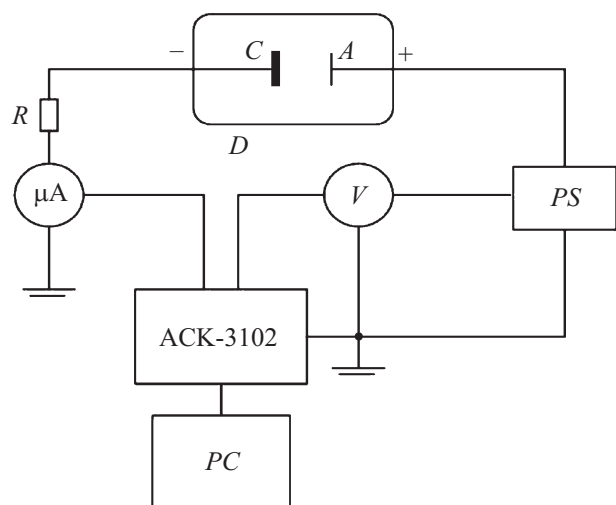 − C A +
R
D
μA V PS
ACK-3102
PC